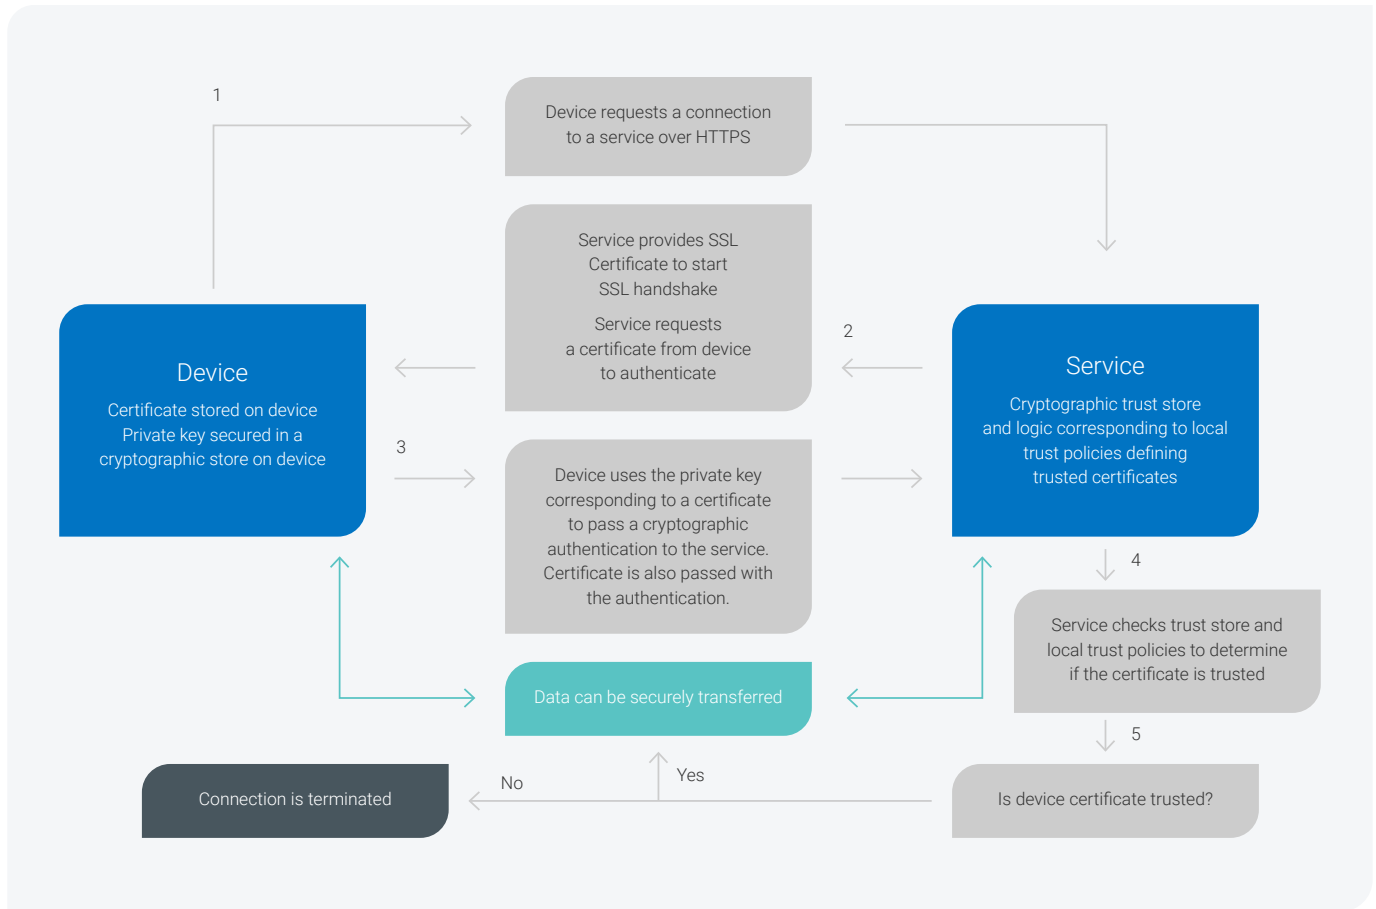 1
Device requests a connection
to a service over HTTPS
Service provides SSL
Certificate to start
SSL handshake
Service requests
a certificate from device
to authenticate
2
Device
Certificate stored on device
Private key secured in a
cryptographic store on device
Service
Cryptographic trust store
and logic corresponding to local
trust policies defining
trusted certificates
3
Device uses the private key
corresponding to a certificate
to pass a cryptographic
authentication to the service.
Certificate is also passed with
the authentication.
4
Service checks trust store and
local trust policies to determine
if the certificate is trusted
Data can be securely transferred
5
Is device certificate trusted?
Yes
No
Connection is terminated